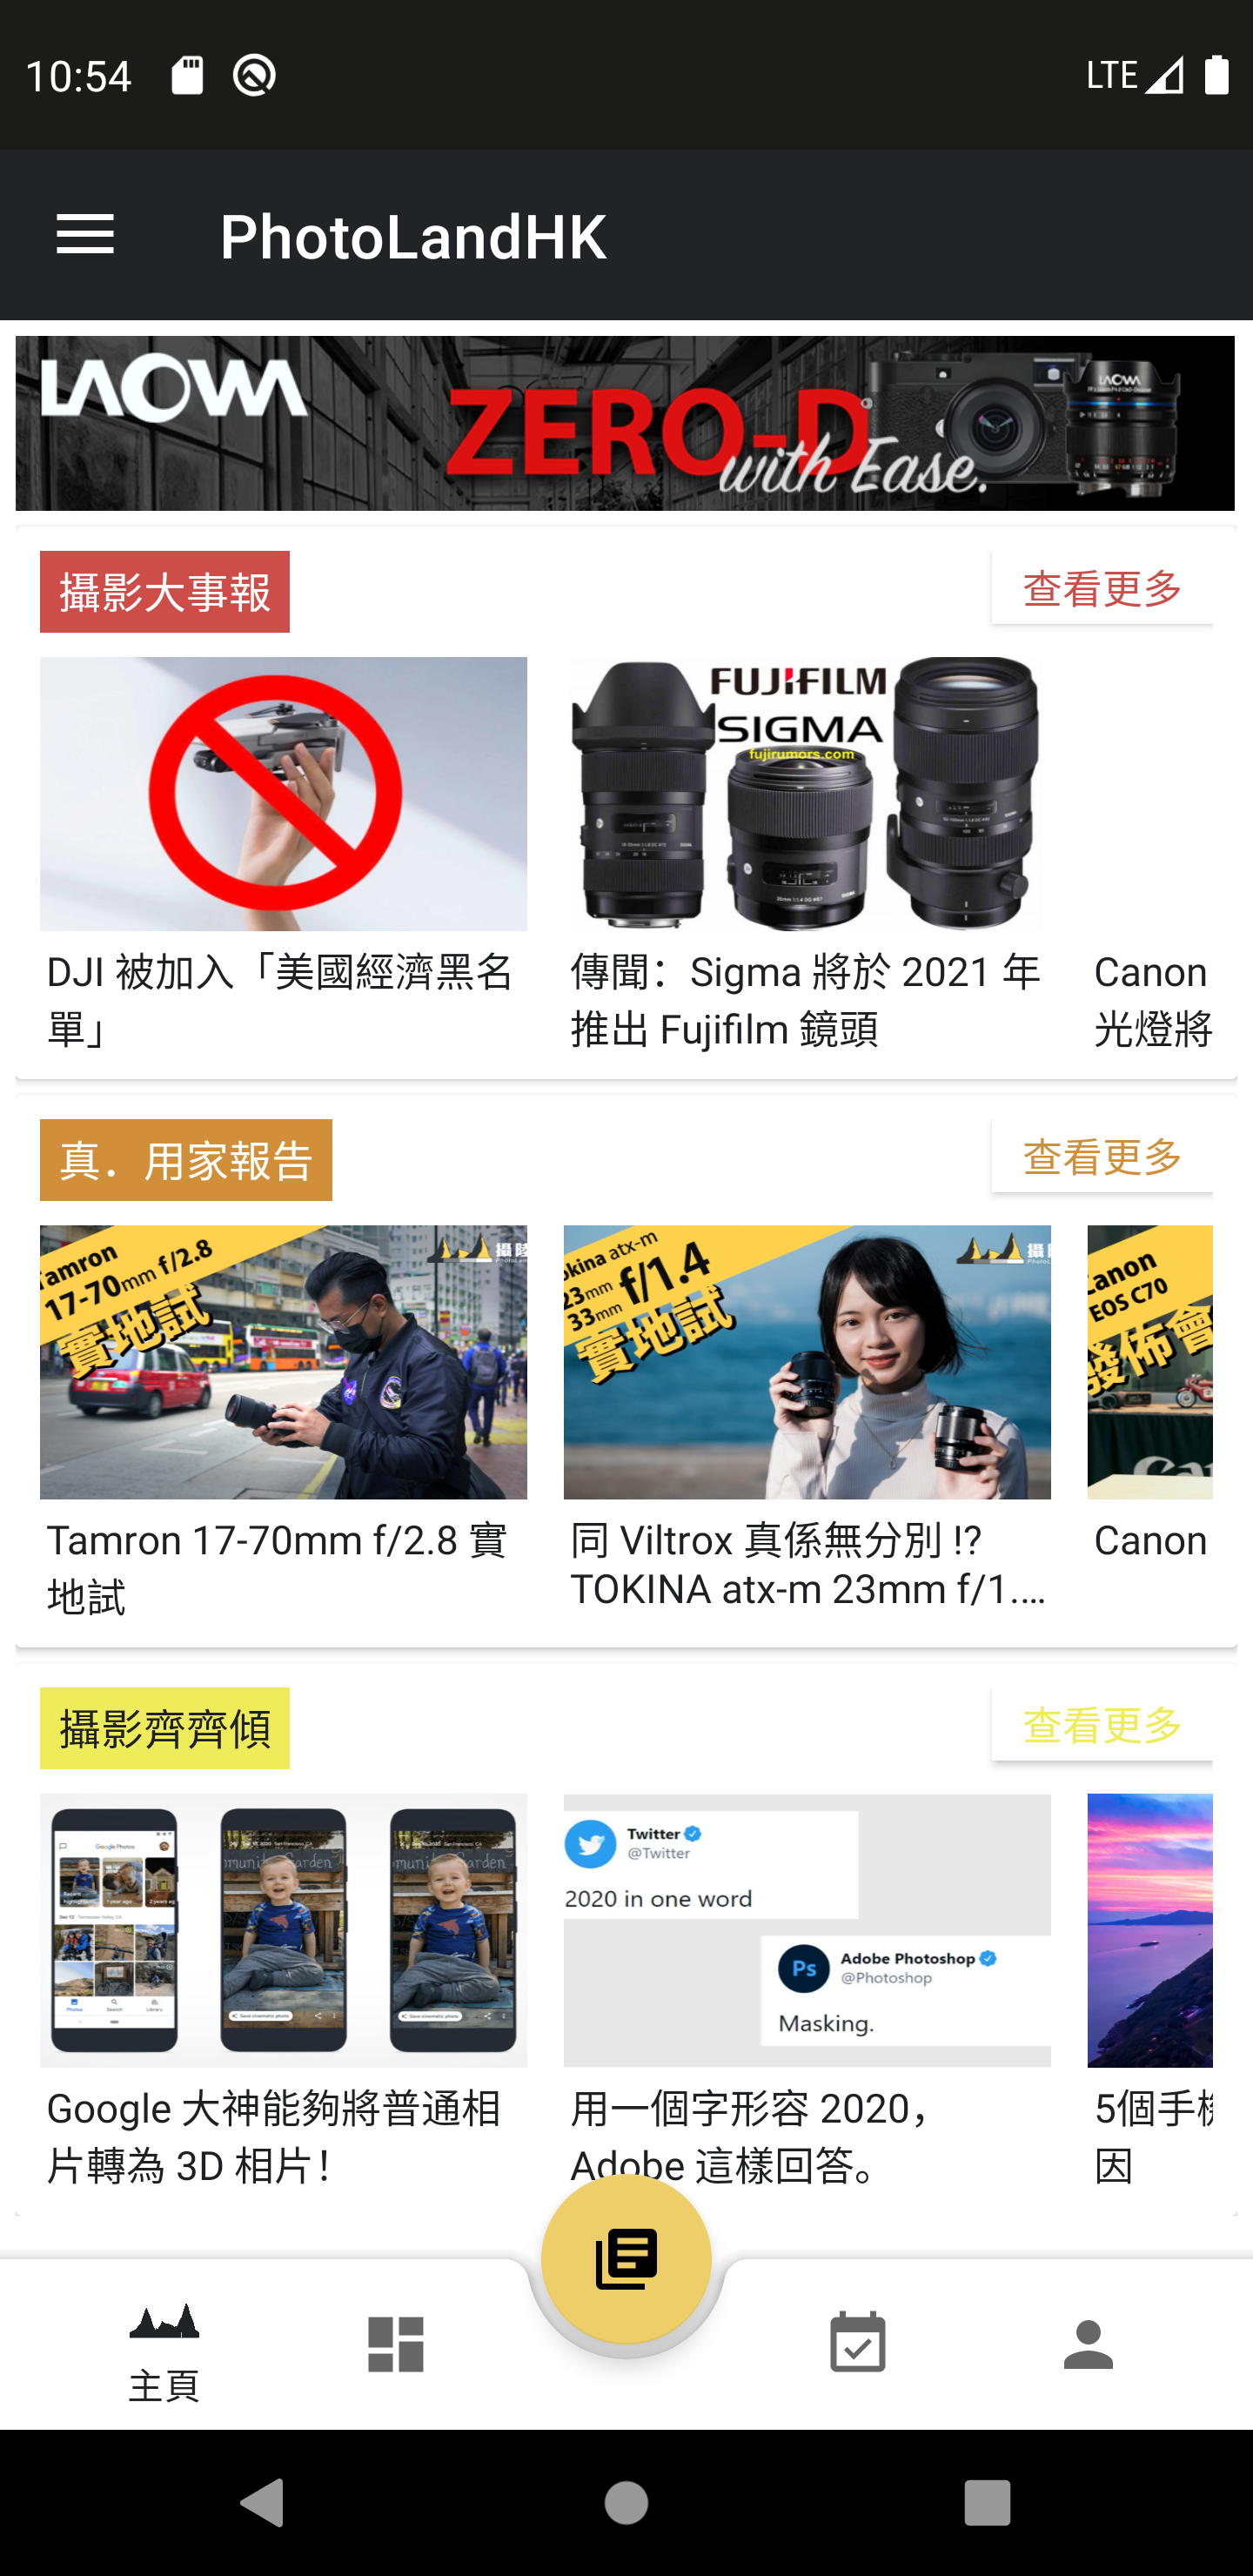 10:54
LTE
PhotoLandHK
LAOWA
ZERO-D
with Ease.
攝影大事報
查看更多
FUJIFILM
SIGMA
fujirumors.com
DJI 被加入「美國經濟黑名
單」
傳聞：Sigma 將於 2021 年
推出 Fujifilm 鏡頭
Canon
光燈將
真．用家報告
查看更多
Tamron
17-70mm f/2.8
實地試
okina atx-m
23mm
33mm
f/1.4
實地試
Canon
EOS C70
發佈會
Tamron 17-70mm f/2.8 實
地試
同 Viltrox 真係無分別 !?
TOKINA atx-m 23mm f/1....
Canon
攝影齊齊傾
查看更多
Google Photos
Twitter
@Twitter
2020 in one word
Ps
Adobe Photoshop
@Photoshop
Masking.
Google 大神能夠將普通相
片轉為 3D 相片！
用一個字形容 2020，
Adobe 這樣回答。
5個手機
因
主頁